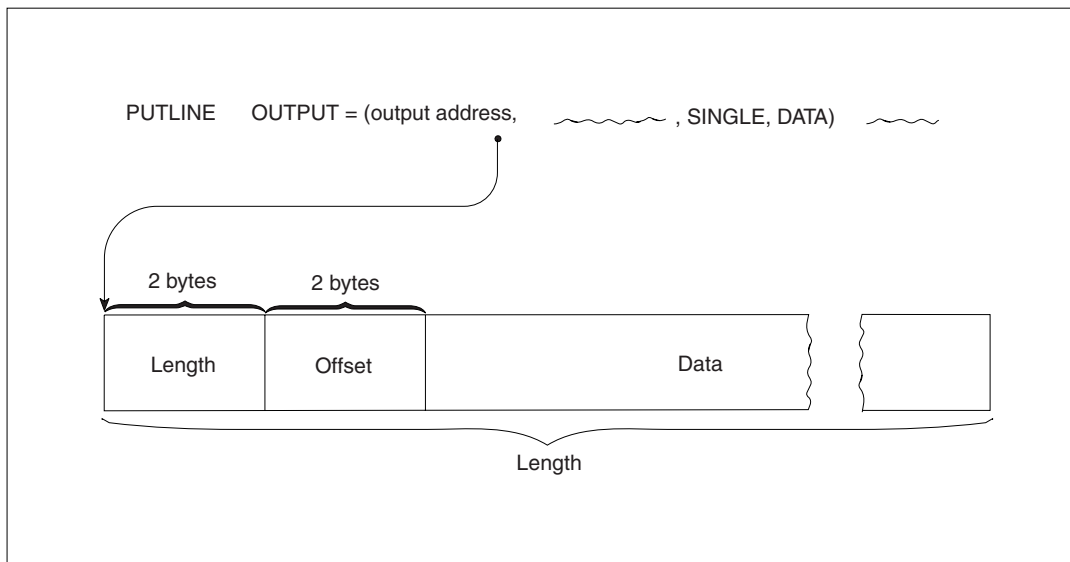 PUTLINE OUTPUT = (output address, , SINGLE, DATA)
2 bytes 2 bytes
Length Offset Data
Length